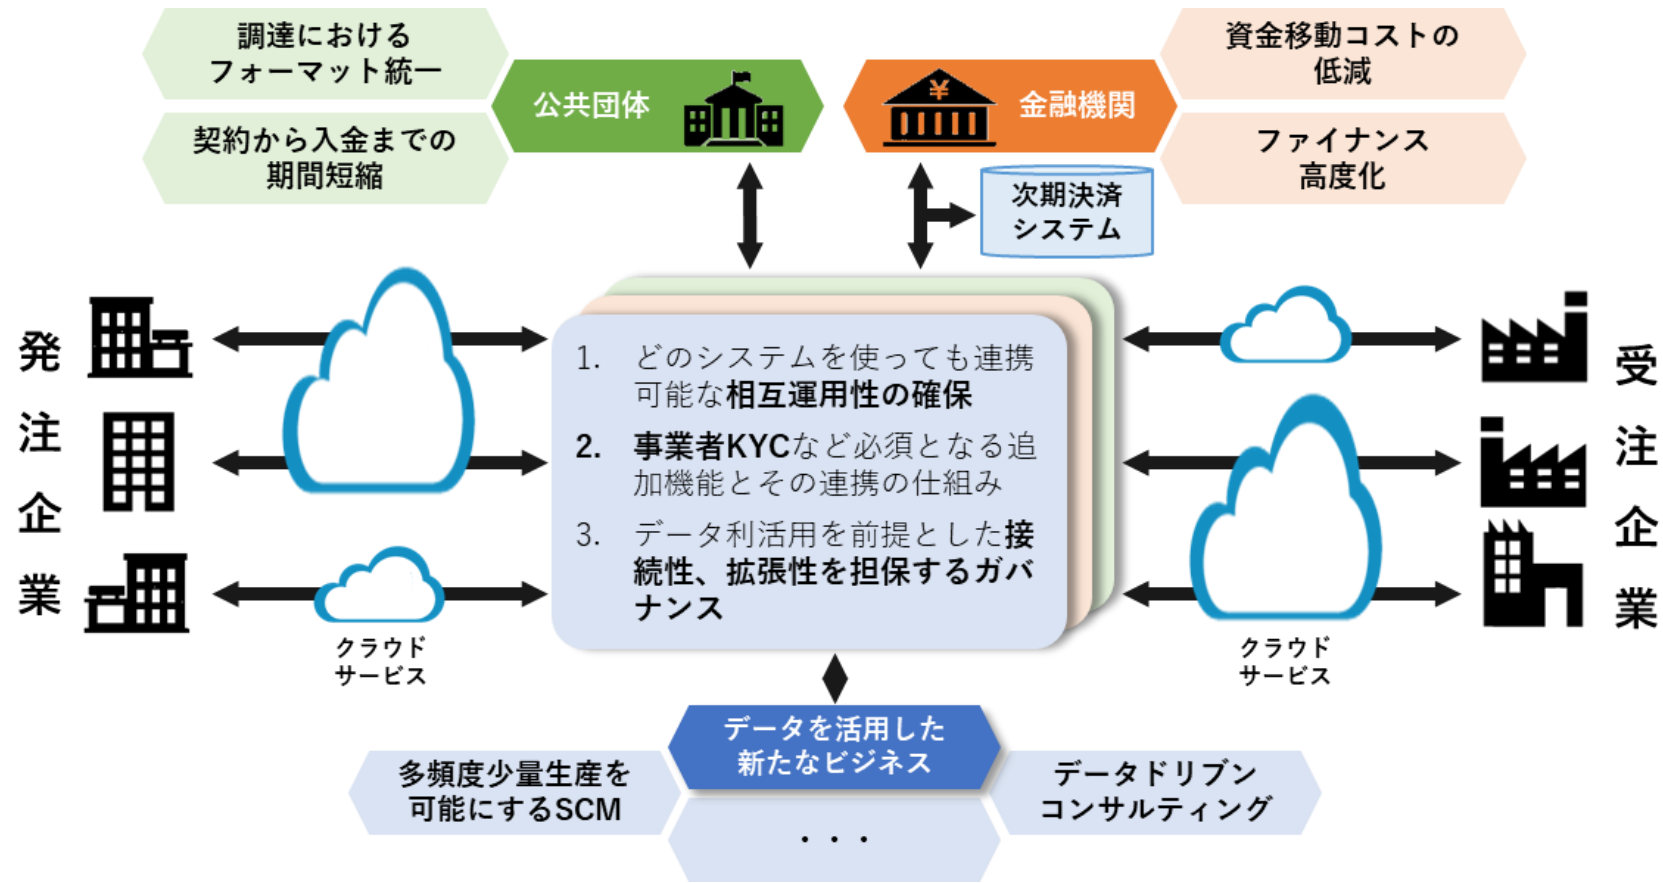 調達における
フォーマット統一
契約から入金までの
期間短縮
公共団体
¥
金融機関
資金移動コストの
低減
ファイナンス
高度化
次期決済
システム
発注企業
1. どのシステムを使っても連携
可能な相互運用性の確保
2. 事業者KYCなど必須となる追
加機能とその連携の仕組み
3. データ利活用を前提とした接
続性、拡張性を担保するガバ
ナンス
受注企業
クラウド
サービス
クラウド
サービス
データを活用した
新たなビジネス
多頻度少量生産を
可能にするSCM
データドリブン
コンサルティング
・・・